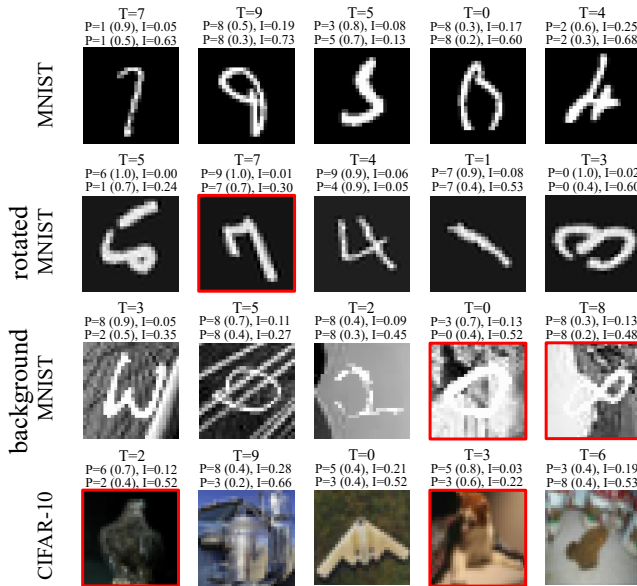 T=7 T=9 T=5 T=0 T=4
P=1 (0.9), I=0.05 P=8 (0.5), I=0.19 P=3 (0.8), I=0.08 P=8 (0.3), I=0.17 P=2 (0.6), I=0.25
P=1 (0.5), I=0.63 P=8 (0.3), I=0.73 P=5 (0.7), I=0.13 P=8 (0.2), I=0.60 P=2 (0.3), I=0.68
MNIST
T=5 T=7 T=4 T=1 T=3
P=6 (1.0), I=0.00 P=9 (1.0), I=0.01 P=9 (0.9), I=0.06 P=7 (0.9), I=0.08 P=0 (1.0), I=0.02
P=1 (0.7), I=0.24 P=7 (0.7), I=0.30 P=4 (0.9), I=0.05 P=7 (0.4), I=0.53 P=0 (0.4), I=0.60
rotated
MNIST
T=3 T=5 T=2 T=0 T=8
P=8 (0.9), I=0.05 P=8 (0.7), I=0.11 P=8 (0.4), I=0.09 P=3 (0.7), I=0.13 P=8 (0.3), I=0.13
P=2 (0.5), I=0.35 P=8 (0.4), I=0.27 P=8 (0.3), I=0.45 P=0 (0.4), I=0.52 P=8 (0.2), I=0.48
background
MNIST
T=2 T=9 T=0 T=3 T=6
P=6 (0.7), I=0.12 P=8 (0.4), I=0.28 P=5 (0.4), I=0.21 P=5 (0.8), I=0.03 P=3 (0.4), I=0.19
P=2 (0.4), I=0.52 P=3 (0.2), I=0.66 P=3 (0.4), I=0.52 P=3 (0.6), I=0.22 P=8 (0.4), I=0.53
CIFAR-10